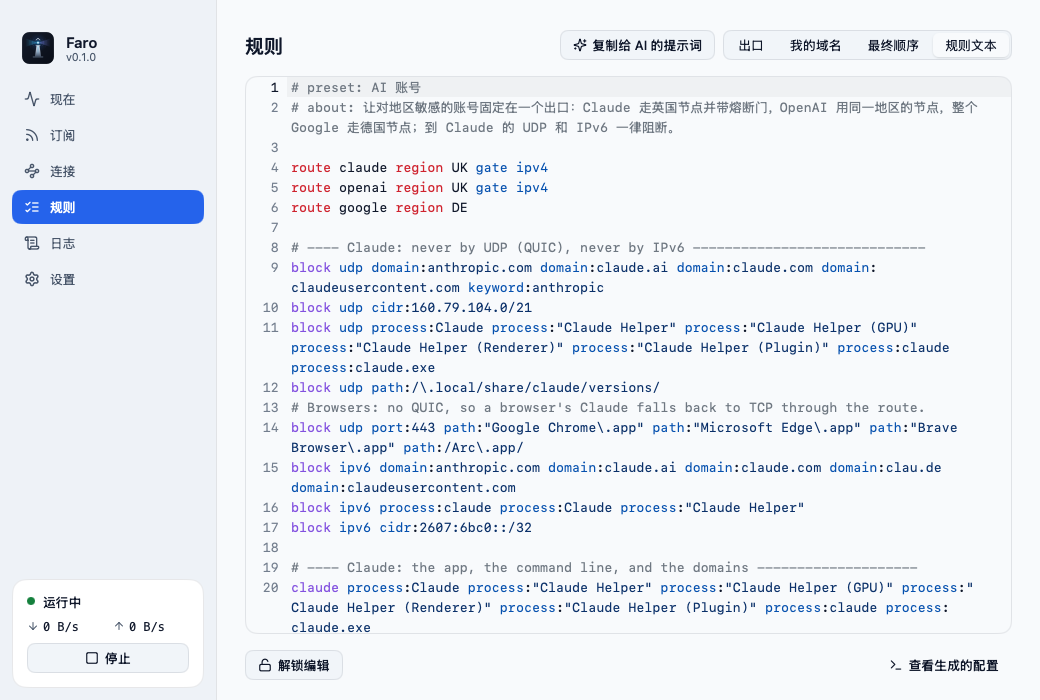 Faro
v0.1.0
现在
订阅
连接
规则
日志
设置
运行中
↓ 0 B/s ↑ 0 B/s
停止
规则
复制给 AI 的提示词
出口 我的域名 最终顺序 规则文本
1 # preset: AI 账号
2 # about: 让对地区敏感的账号固定在一个出口：Claude 走英国节点并带熔断门，OpenAI 用同一地区的节点，整个
Google 走德国节点；到 Claude 的 UDP 和 IPv6 一律阻断。
3
4 route claude region UK gate ipv4
5 route openai region UK gate ipv4
6 route google region DE
7
8 # ---- Claude: never by UDP (QUIC), never by IPv6 -----------------------------
9 block udp domain:anthropic.com domain:claude.ai domain:claude.com domain:
claudeusercontent.com keyword:anthropic
10 block udp cidr:160.79.104.0/21
11 block udp process:Claude process:"Claude Helper" process:"Claude Helper (GPU)"
process:"Claude Helper (Renderer)" process:"Claude Helper (Plugin)" process:claude
process:claude.exe
12 block udp path:/\.local/share/claude/versions/
13 # Browsers: no QUIC, so a browser's Claude falls back to TCP through the route.
14 block udp port:443 path:"Google Chrome\.app" path:"Microsoft Edge\.app" path:"Brave
Browser\.app" path:/Arc\.app/
15 block ipv6 domain:anthropic.com domain:claude.ai domain:claude.com domain:clau.de
domain:claudeusercontent.com
16 block ipv6 process:claude process:Claude process:"Claude Helper"
17 block ipv6 cidr:2607:6bc0::/32
18
19 # ---- Claude: the app, the command line, and the domains --------------------
20 claude process:Claude process:"Claude Helper" process:"Claude Helper (GPU)" process:"
Claude Helper (Renderer)" process:"Claude Helper (Plugin)" process:claude process:
claude.exe
解锁编辑
查看生成的配置